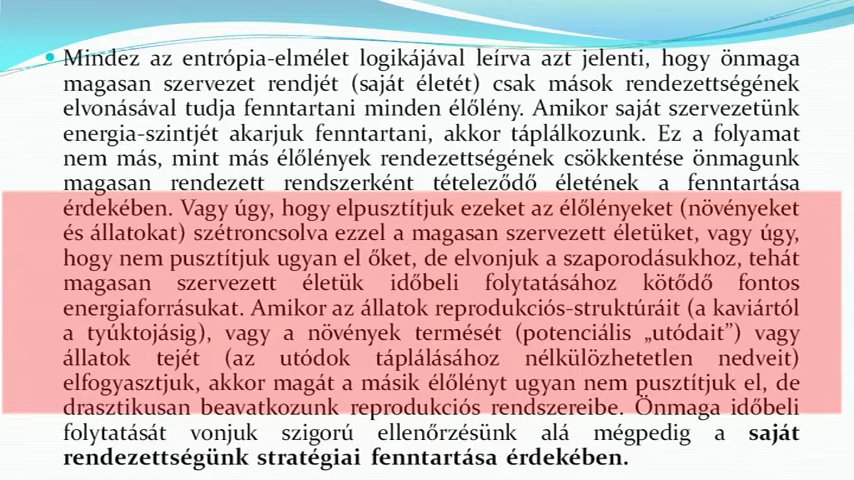 • Mindez az entrópia-elmélet logikájával leírva azt jelenti, hogy önmaga
magasan szervezet rendjét (saját életét) csak mások rendezettségének
elvonásával tudja fenntartani minden élőlény. Amikor saját szervezetünk
energia-szintjét akarjuk fenntartani, akkor táplálkozunk. Ez a folyamat
nem más, mint más élőlények rendezettségének csökkentése önmagunk
magasan rendezett rendszerként tételeződő életének a fenntartása
érdekében. Vagy úgy, hogy elpusztítjuk ezeket az élőlényeket (növényeket
és állatokat) szétroncsolva ezzel a magasan szervezett életüket, vagy úgy,
hogy nem pusztítjuk ugyan el őket, de elvonjuk a szaporodásukhoz, tehát
magasan szervezett életük időbeli folytatásához kötődő fontos
energiaforrásukat. Amikor az állatok reprodukciós-struktúráit (a kaviártól
a tyúktojásig), vagy a növények termését (potenciális „utódait”) vagy
állatok tejét (az utódok táplálásához nélkülözhetetlen nedveit)
elfogyasztjuk, akkor magát a másik élőlényt ugyan nem pusztítjuk el, de
drasztikusan beavatkozunk reprodukciós rendszereibe. Önmaga időbeli
folytatását vonjuk szigorú ellenőrzésünk alá mégpedig a saját
rendezettségünk stratégiai fenntartása érdekében.